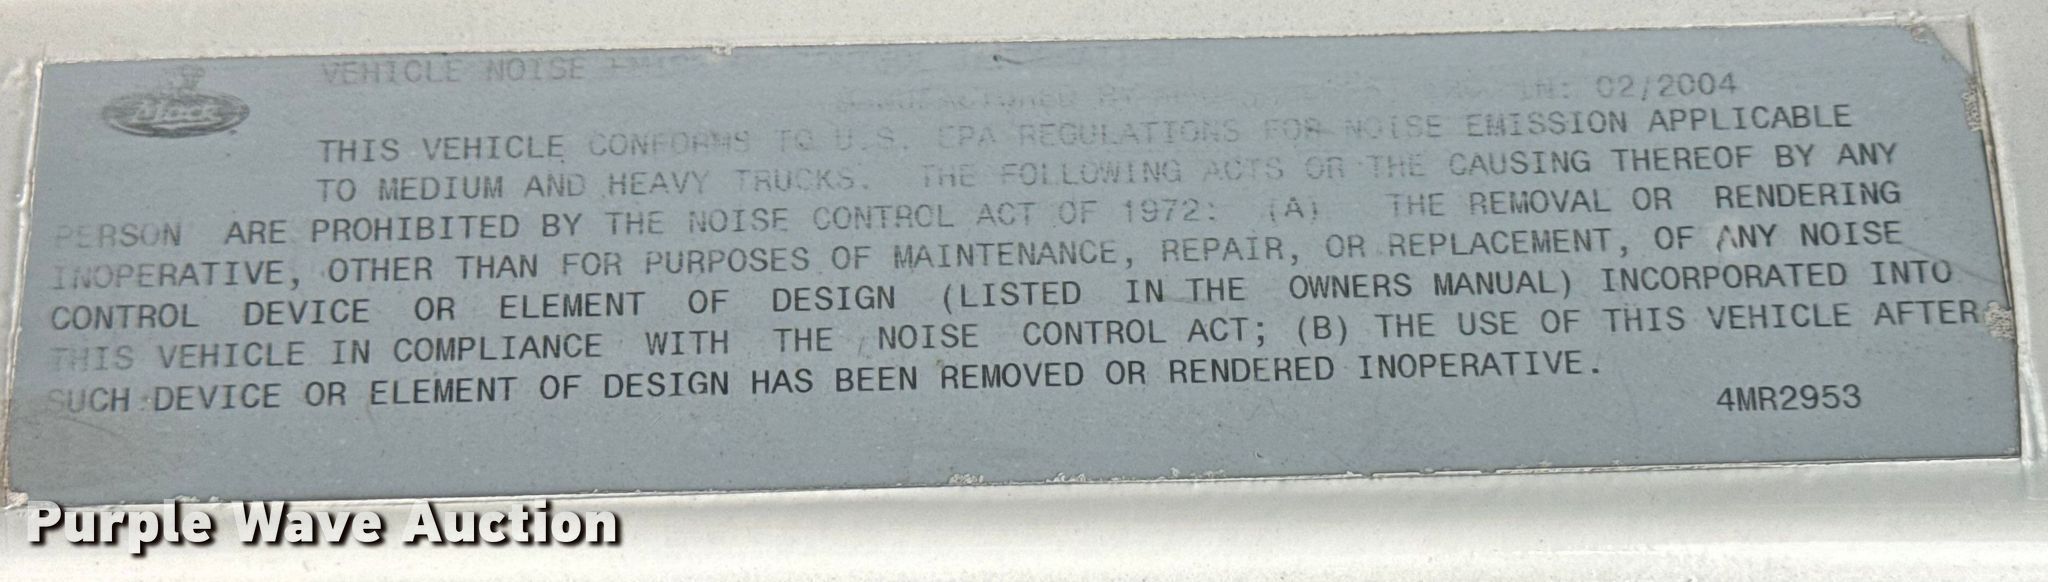 Mack
VEHICLE NOISE EMISSION
MANUFACTURED BY IN: 02/2004
THIS VEHICLE CONFORMS TO U.S. EPA REGULATIONS FOR NOISE EMISSION APPLICABLE
TO MEDIUM AND HEAVY TRUCKS. THE FOLLOWING ACTS OR THE CAUSING THEREOF BY ANY
PERSON ARE PROHIBITED BY THE NOISE CONTROL ACT OF 1972: (A) THE REMOVAL OR RENDERING
INOPERATIVE, OTHER THAN FOR PURPOSES OF MAINTENANCE, REPAIR, OR REPLACEMENT, OF ANY NOISE
CONTROL DEVICE OR ELEMENT OF DESIGN (LISTED IN THE OWNERS MANUAL) INCORPORATED INTO
THIS VEHICLE IN COMPLIANCE WITH THE NOISE CONTROL ACT; (B) THE USE OF THIS VEHICLE AFTER
SUCH DEVICE OR ELEMENT OF DESIGN HAS BEEN REMOVED OR RENDERED INOPERATIVE.
4MR2953
Purple Wave Auction